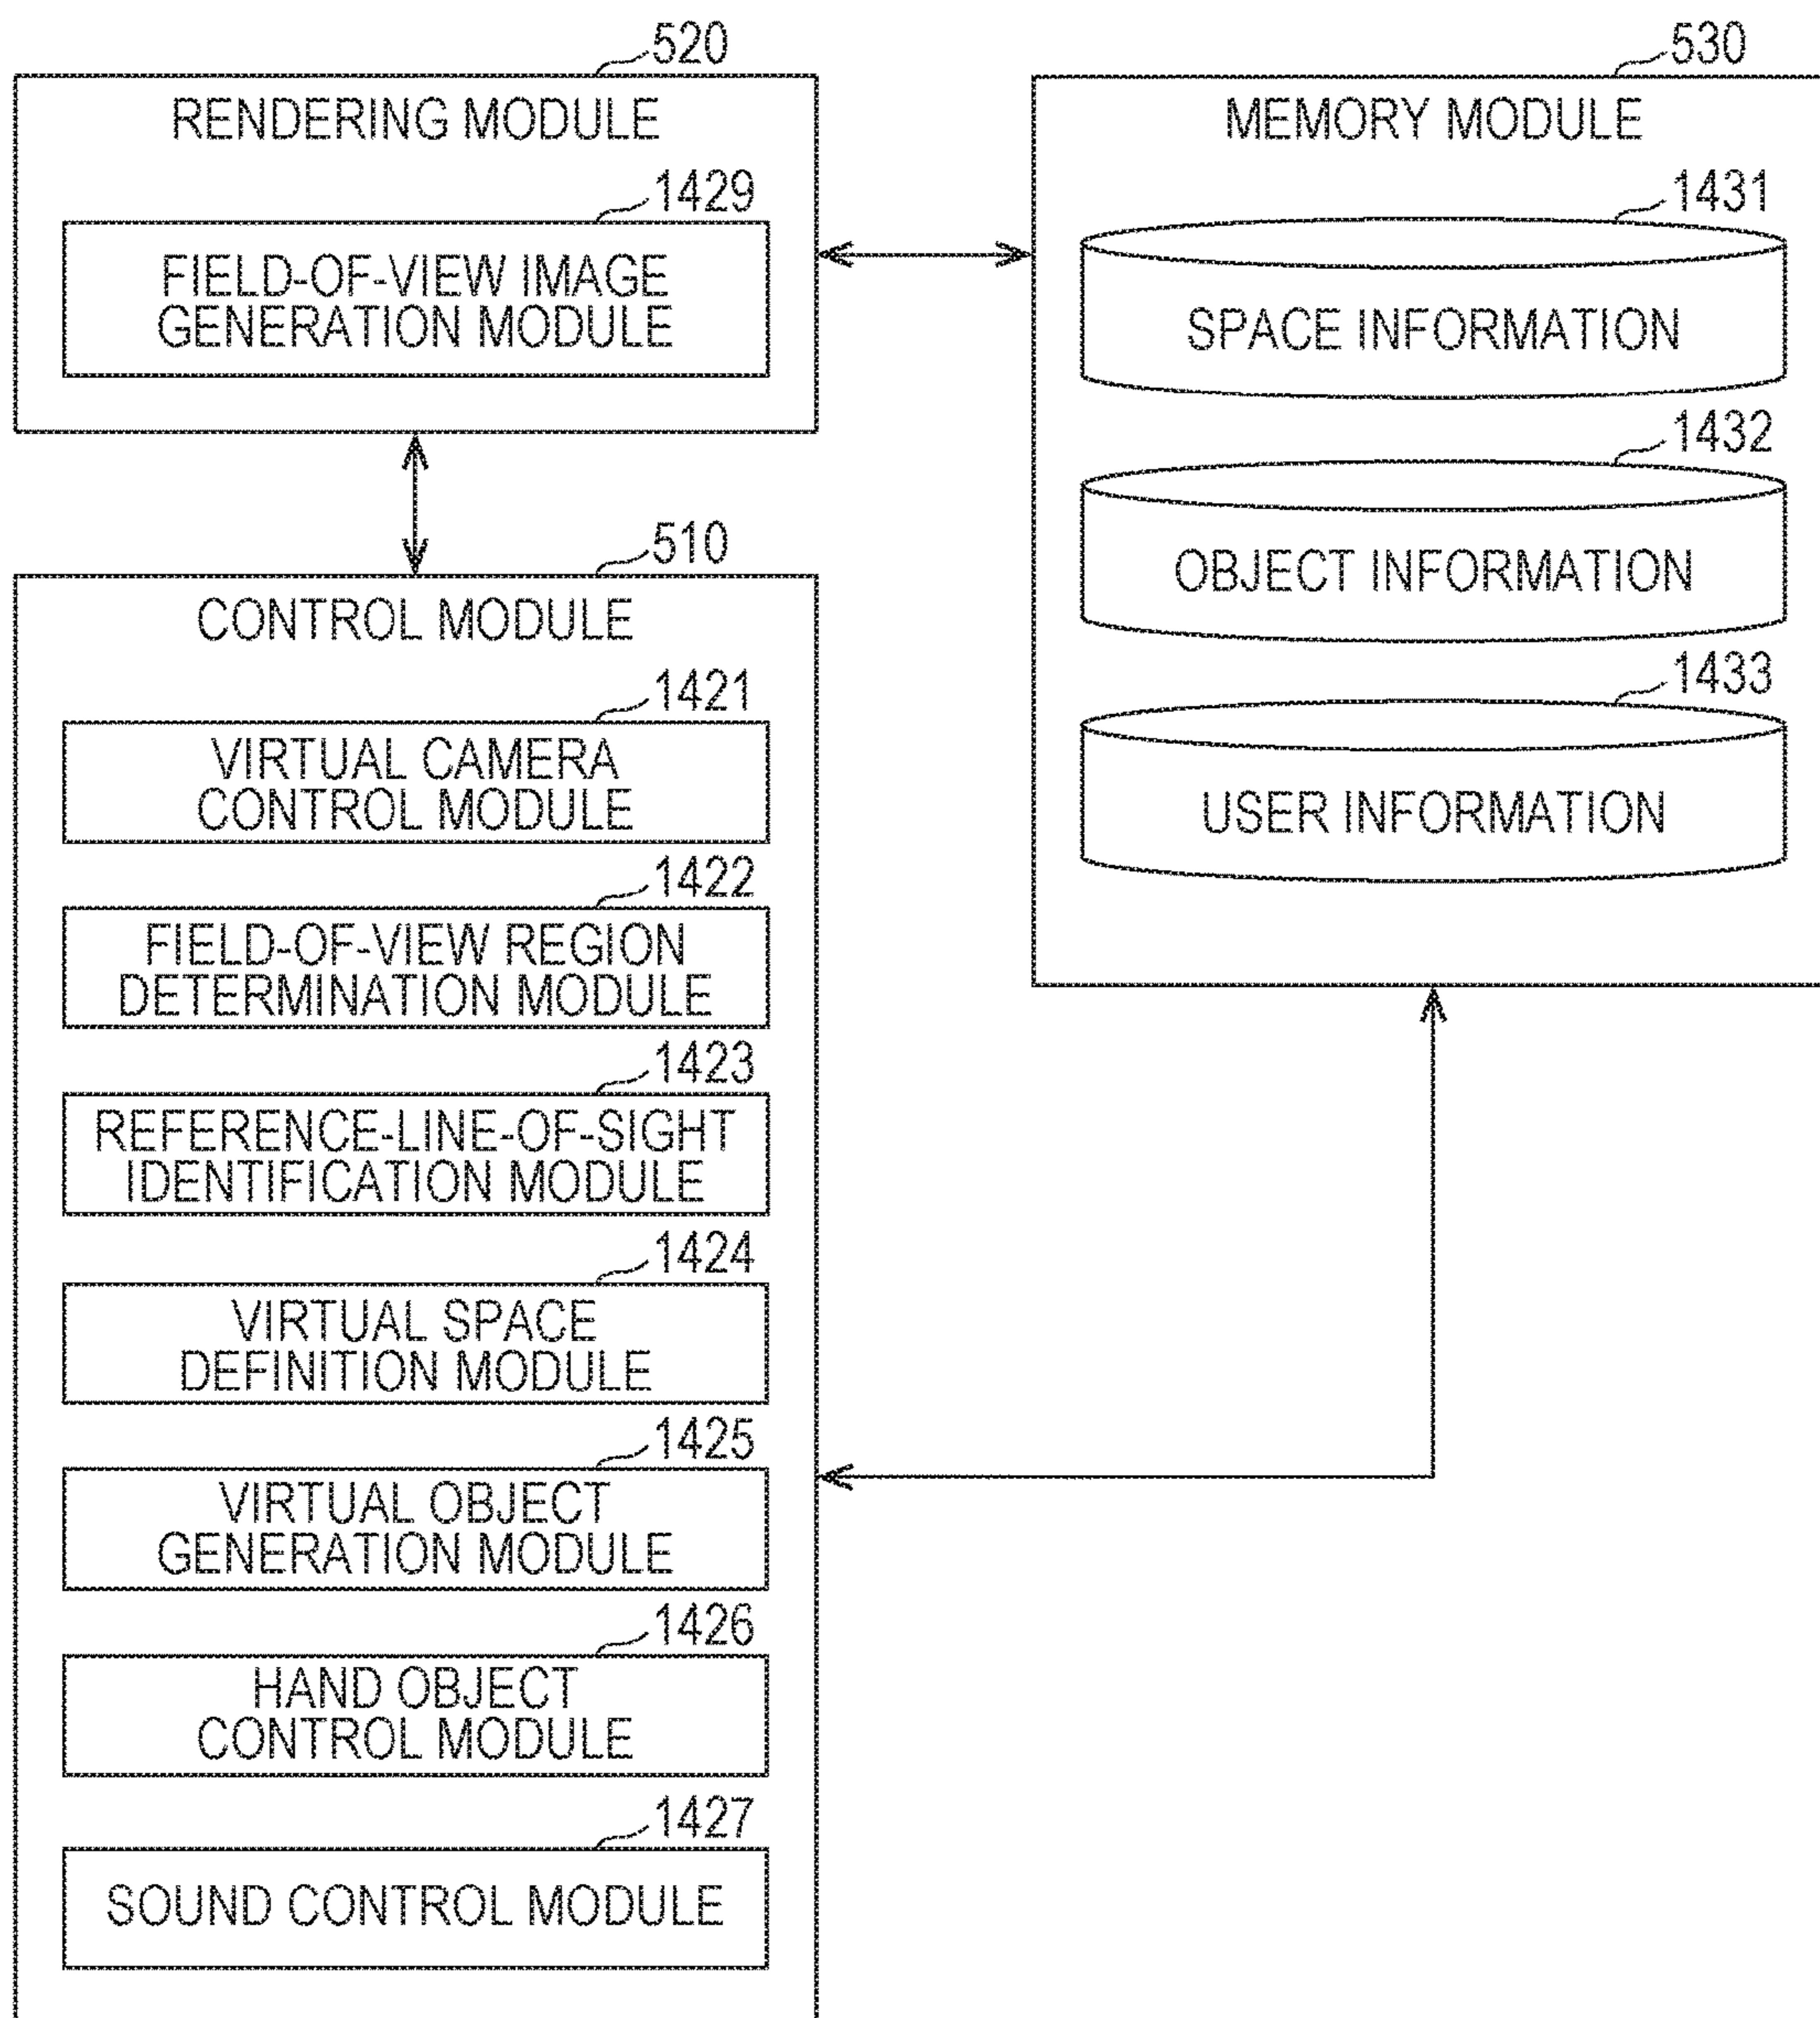 520
RENDERING MODULE
1429
FIELD-OF-VIEW IMAGE
GENERATION MODULE
510
CONTROL MODULE
1421
VIRTUAL CAMERA
CONTROL MODULE
1422
FIELD-OF-VIEW REGION
DETERMINATION MODULE
1423
REFERENCE-LINE-OF-SIGHT
IDENTIFICATION MODULE
1424
VIRTUAL SPACE
DEFINITION MODULE
1425
VIRTUAL OBJECT
GENERATION MODULE
1426
HAND OBJECT
CONTROL MODULE
1427
SOUND CONTROL MODULE
530
MEMORY MODULE
1431
SPACE INFORMATION
1432
OBJECT INFORMATION
1433
USER INFORMATION